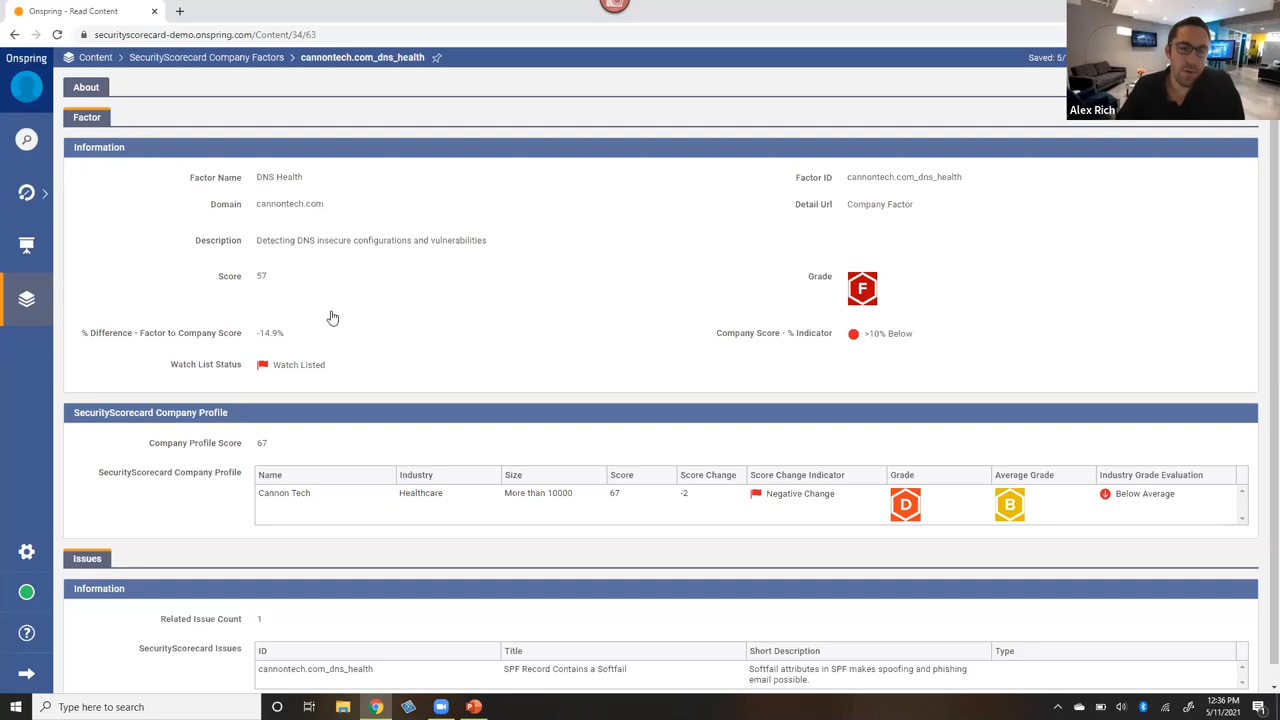 Onspring - Read Content
securityscorecard-demo.onspring.com/Content/34/63
Onspring
Content > SecurityScorecard Company Factors > cannontech.com_dns_health
Saved: 5/
Alex Rich
About
Factor
Information
Factor Name DNS Health
Factor ID cannontech.com_dns_health
Domain cannontech.com
Detail Url Company Factor
Description Detecting DNS insecure configurations and vulnerabilities
Score 57
Grade F
% Difference - Factor to Company Score -14.9%
Company Score - % Indicator >10% Below
Watch List Status Watch Listed
SecurityScorecard Company Profile
Company Profile Score 67
SecurityScorecard Company Profile
Name Industry Size Score Score Change Score Change Indicator Grade Average Grade Industry Grade Evaluation
Cannon Tech Healthcare More than 10000 67 -2 Negative Change D B Below Average
Issues
Information
Related Issue Count 1
SecurityScorecard Issues
ID Title Short Description Type
cannontech.com_dns_health SPF Record Contains a Softfail Softfail attributes in SPF makes spoofing and phishing
email possible.
Type here to search
12:36 PM
5/11/2021
1